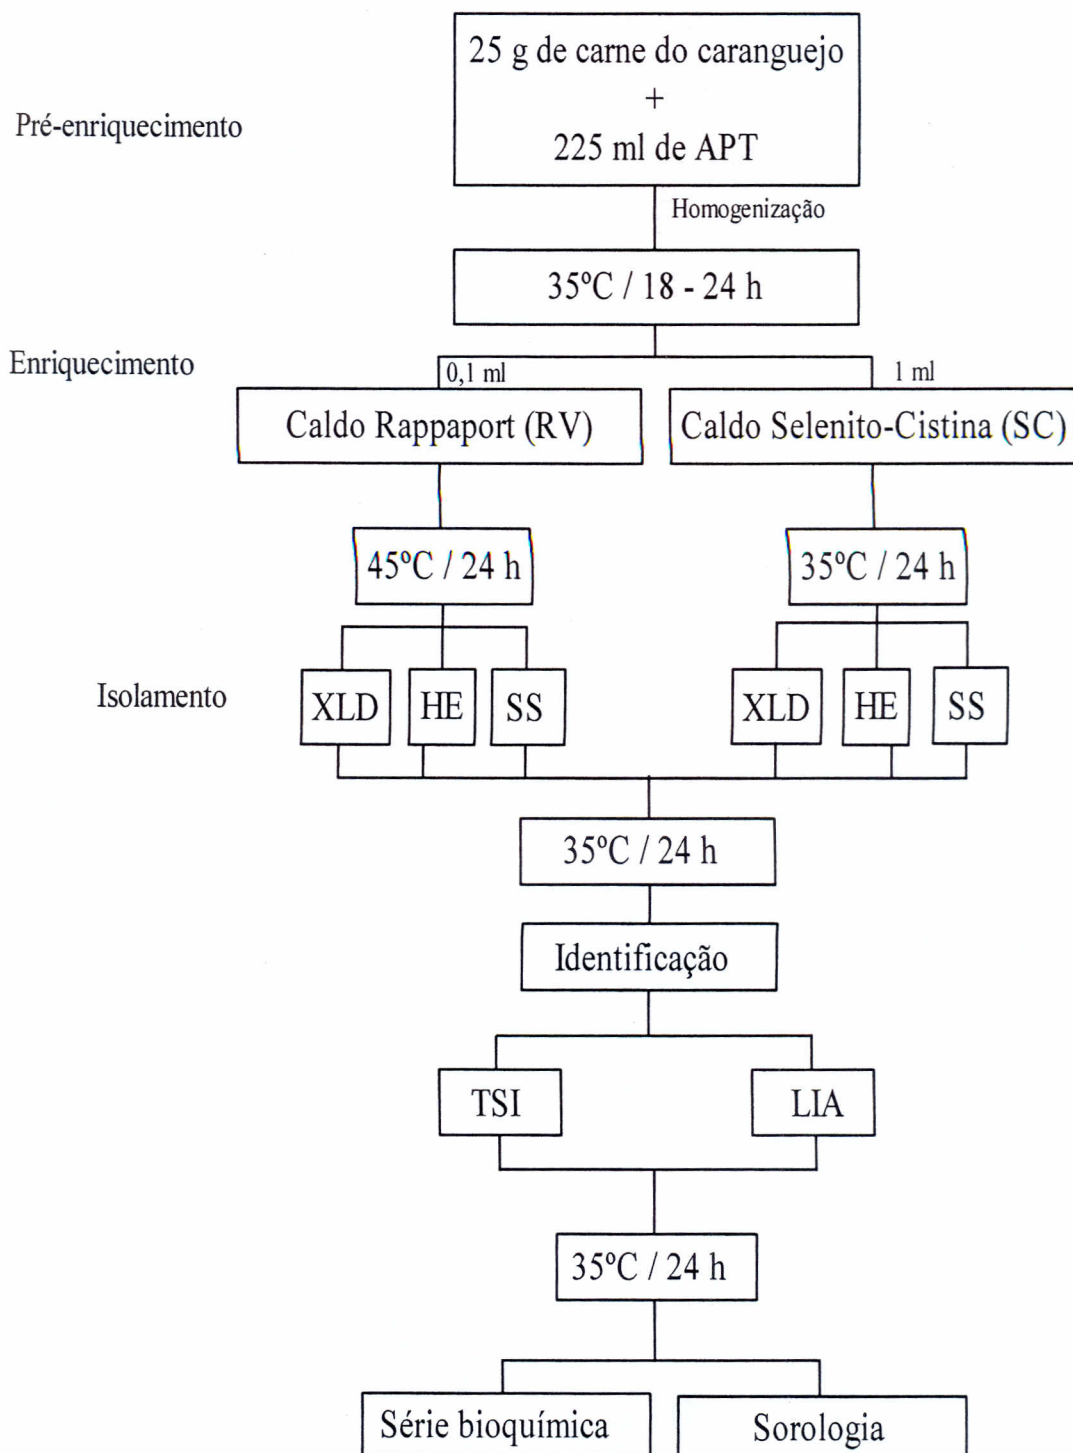 25 g de carne do caranguejo
+
225 ml de APT
Pré-enriquecimento
Homogenização
35ºC / 18 - 24 h
Enriquecimento
0,1 ml
1 ml
Caldo Rappaport (RV)
Caldo Selenito-Cistina (SC)
45ºC / 24 h
35ºC / 24 h
Isolamento
XLD
HE
SS
XLD
HE
SS
35ºC / 24 h
Identificação
TSI
LIA
35ºC / 24 h
Série bioquímica
Sorologia